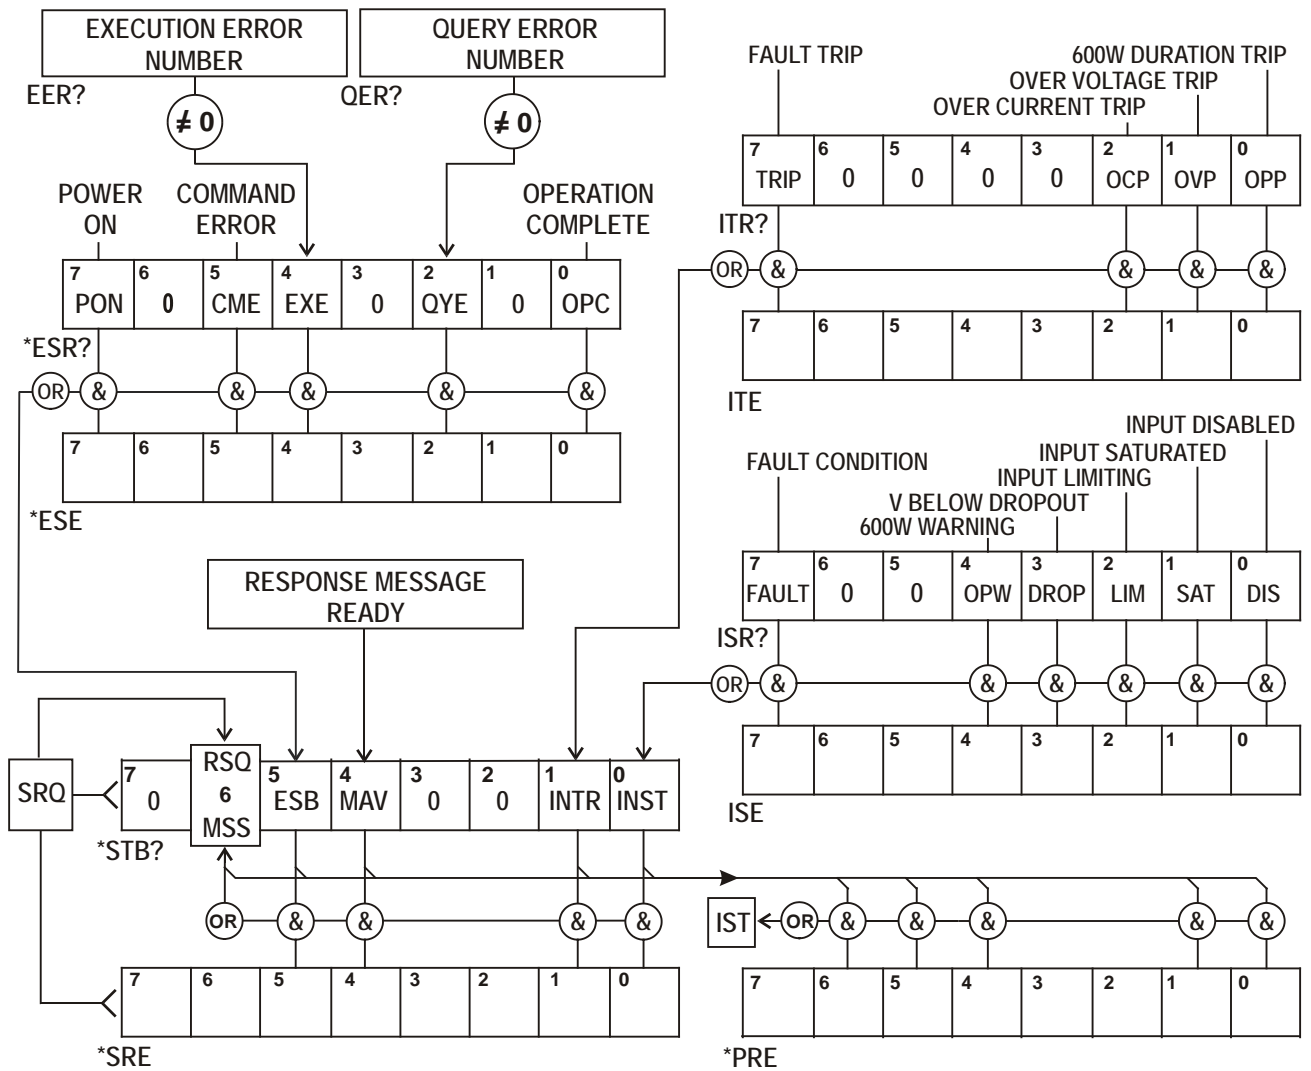 EXECUTION ERROR
NUMBER
EER?
≠ 0
QUERY ERROR
NUMBER
QER?
≠ 0
POWER
ON
COMMAND
ERROR
OPERATION
COMPLETE
7 6 5 4 3 2 1 0
PON 0 CME EXE 0 QYE 0 OPC
*ESR?
OR & & & & &
7 6 5 4 3 2 1 0
*ESE
RESPONSE MESSAGE
READY
FAULT TRIP
600W DURATION TRIP
OVER VOLTAGE TRIP
OVER CURRENT TRIP
7 6 5 4 3 2 1 0
TRIP 0 0 0 0 OCP OVP OPP
ITR?
OR & & & &
7 6 5 4 3 2 1 0
ITE
INPUT DISABLED
INPUT SATURATED
FAULT CONDITION
INPUT LIMITING
V BELOW DROPOUT
600W WARNING
7 6 5 4 3 2 1 0
FAULT 0 0 OPW DROP LIM SAT DIS
ISR?
OR & & & & & &
7 6 5 4 3 2 1 0
ISE
SRQ
RSQ
7 6 5 4 3 2 1 0
0 ESB MAV 0 0 INTR INST
MSS
*STB?
OR & & & &
7 6 5 4 3 2 1 0
*SRE
IST OR & & & & &
7 6 5 4 3 2 1 0
*PRE